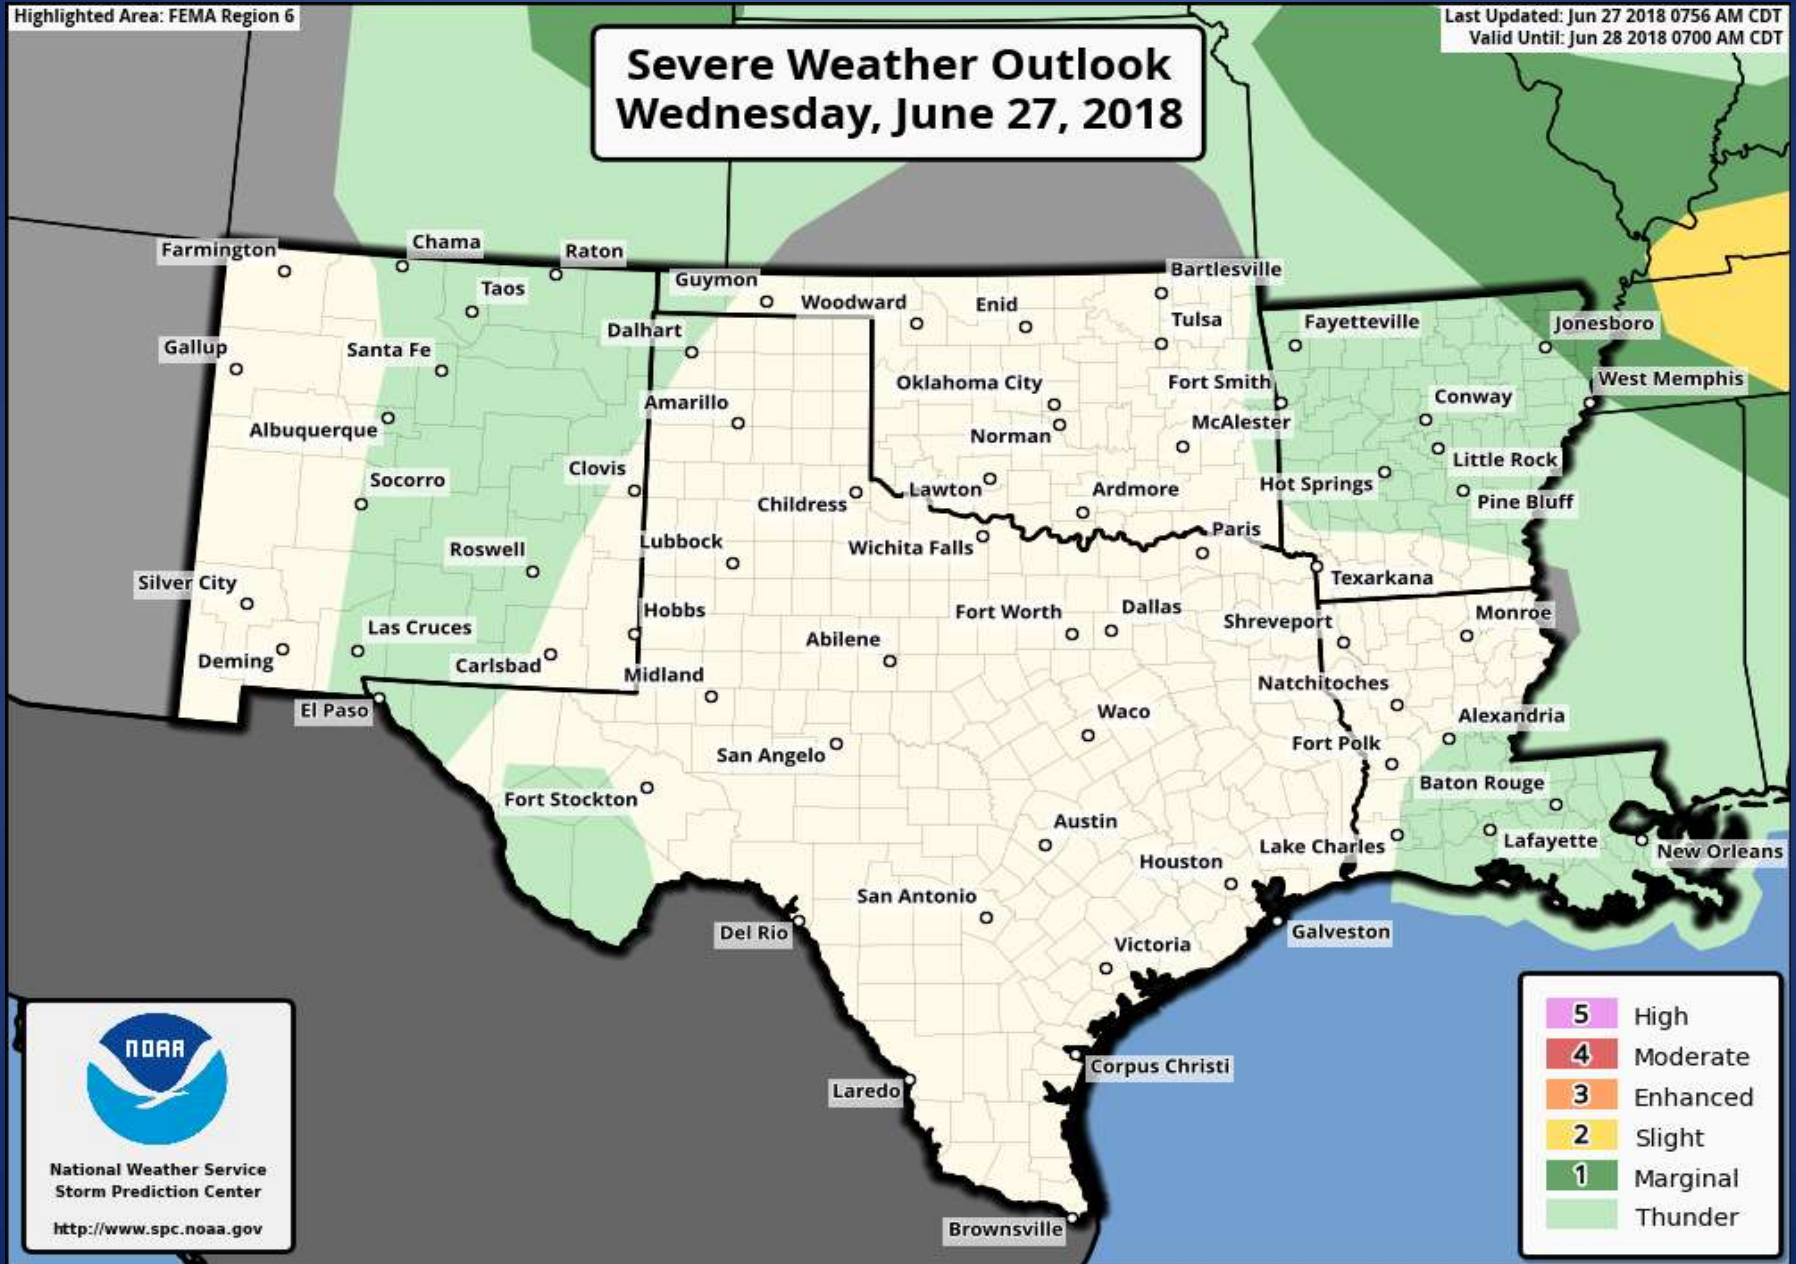 Highlighted Area: FEMA Region 6
Last Updated: Jun 27 2018 0756 AM CDT
Valid Until: Jun 28 2018 0700 AM CDT
Severe Weather Outlook
Wednesday, June 27, 2018
Farmington
Chama
Raton
Taos
Guymon
Woodward
Enid
Bartlesville
Tulsa
Fayetteville
Jonesboro
Gallup
Santa Fe
Dalhart
Oklahoma City
Fort Smith
West Memphis
Conway
Albuquerque
Amarillo
Norman
McAlester
Little Rock
Socorro
Clovis
Childress
Lawton
Ardmore
Hot Springs
Pine Bluff
Roswell
Lubbock
Wichita Falls
Paris
Texarkana
Silver City
Hobbs
Fort Worth
Dallas
Shreveport
Monroe
Las Cruces
Abilene
Deming
Carlsbad
Midland
Natchitoches
El Paso
Waco
Alexandria
San Angelo
Fort Polk
Baton Rouge
Fort Stockton
Austin
Lake Charles
Lafayette
New Orleans
Houston
San Antonio
Del Rio
Victoria
Galveston
Corpus Christi
Laredo
Brownsville
NOAA
National Weather Service
Storm Prediction Center
http://www.spc.noaa.gov
5 High
4 Moderate
3 Enhanced
2 Slight
1 Marginal
Thunder